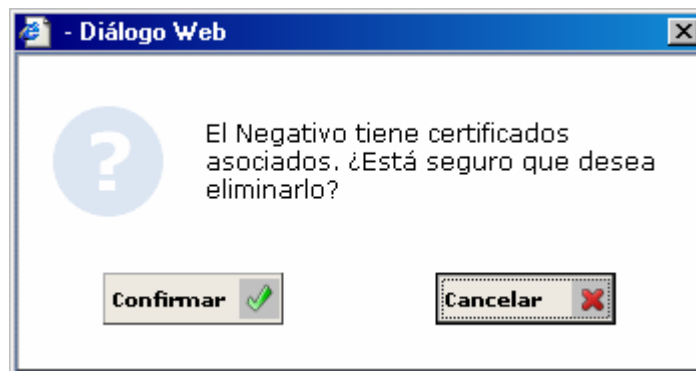 - Diálogo Web
El Negativo tiene certificados
asociados. ¿Está seguro que desea
eliminarlo?
Confirmar
Cancelar